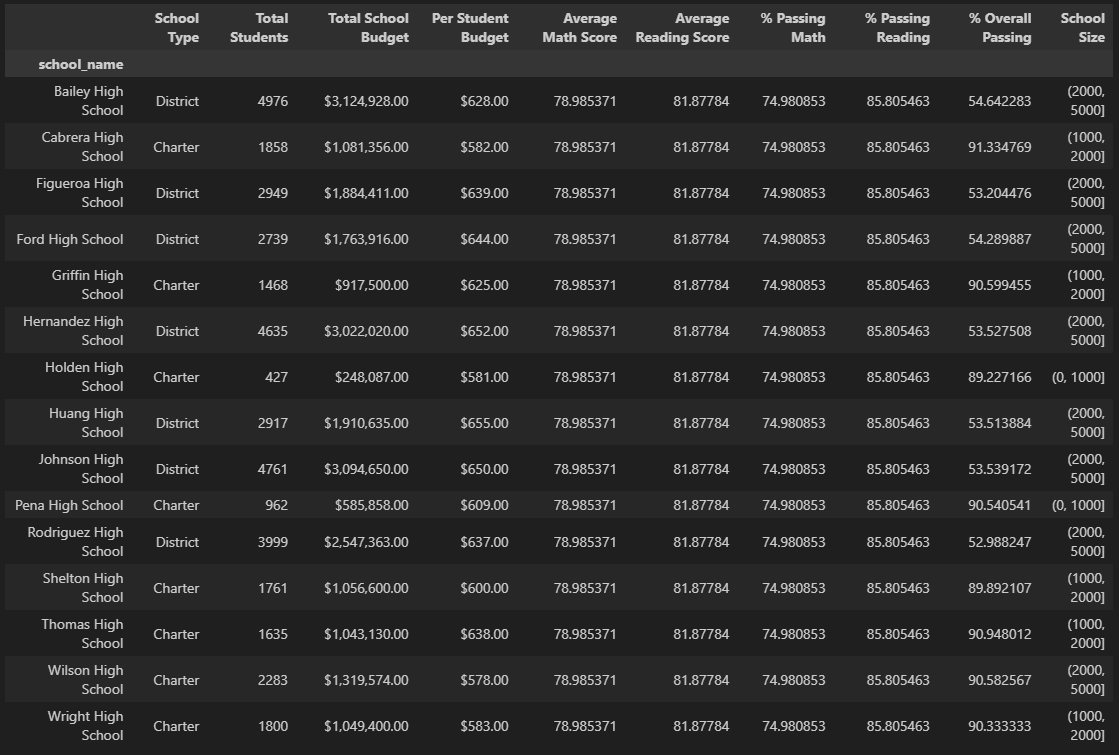 School Type Total Students Total School Budget Per Student Budget Average Math Score Average Reading Score % Passing Math % Passing Reading % Overall Passing School Size
school_name
Bailey High School District 4976 $3,124,928.00 $628.00 78.985371 81.87784 74.980853 85.805463 54.642283 (2000, 5000]
Cabrera High School Charter 1858 $1,081,356.00 $582.00 78.985371 81.87784 74.980853 85.805463 91.334769 (1000, 2000]
Figueroa High School District 2949 $1,884,411.00 $639.00 78.985371 81.87784 74.980853 85.805463 53.204476 (2000, 5000]
Ford High School District 2739 $1,763,916.00 $644.00 78.985371 81.87784 74.980853 85.805463 54.289887 (2000, 5000]
Griffin High School Charter 1468 $917,500.00 $625.00 78.985371 81.87784 74.980853 85.805463 90.599455 (1000, 2000]
Hernandez High School District 4635 $3,022,020.00 $652.00 78.985371 81.87784 74.980853 85.805463 53.527508 (2000, 5000]
Holden High School Charter 427 $248,087.00 $581.00 78.985371 81.87784 74.980853 85.805463 89.227166 (0, 1000]
Huang High School District 2917 $1,910,635.00 $655.00 78.985371 81.87784 74.980853 85.805463 53.513884 (2000, 5000]
Johnson High School District 4761 $3,094,650.00 $650.00 78.985371 81.87784 74.980853 85.805463 53.539172 (2000, 5000]
Pena High School Charter 962 $585,858.00 $609.00 78.985371 81.87784 74.980853 85.805463 90.540541 (0, 1000]
Rodriguez High School District 3999 $2,547,363.00 $637.00 78.985371 81.87784 74.980853 85.805463 52.988247 (2000, 5000]
Shelton High School Charter 1761 $1,056,600.00 $600.00 78.985371 81.87784 74.980853 85.805463 89.892107 (1000, 2000]
Thomas High School Charter 1635 $1,043,130.00 $638.00 78.985371 81.87784 74.980853 85.805463 90.948012 (1000, 2000]
Wilson High School Charter 2283 $1,319,574.00 $578.00 78.985371 81.87784 74.980853 85.805463 90.582567 (2000, 5000]
Wright High School Charter 1800 $1,049,400.00 $583.00 78.985371 81.87784 74.980853 85.805463 90.333333 (1000, 2000]